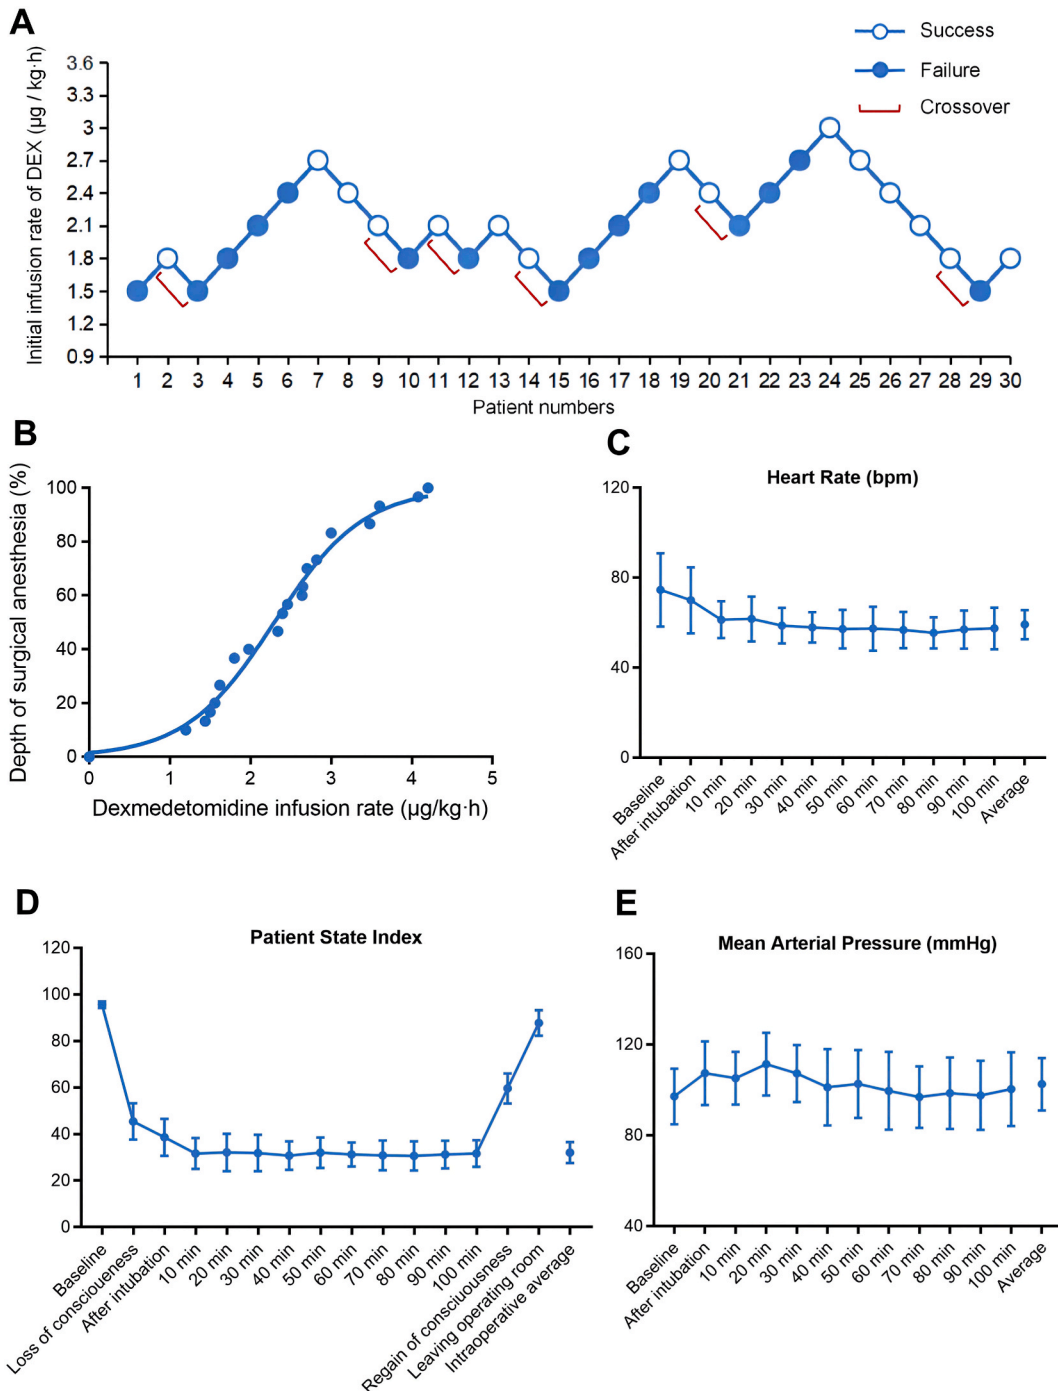 A
Success
Failure
Crossover
Initial infusion rate of DEX (μg / kg·h)
3.6
3.3
3
2.7
2.4
2.1
1.8
1.5
1.2
0.9
1 2 3 4 5 6 7 8 9 10 11 12 13 14 15 16 17 18 19 20 21 22 23 24 25 26 27 28 29 30
Patient numbers
B
Depth of surgical anesthesia (%)
100
80
60
40
20
0
0 1 2 3 4 5
Dexmedetomidine infusion rate (μg/kg·h)
C
Heart Rate (bpm)
120
80
40
0
Baseline
After intubation
10 min
20 min
30 min
40 min
50 min
60 min
70 min
80 min
90 min
100 min
Average
D
Patient State Index
120
100
80
60
40
20
0
Baseline
Loss of conscioueness
After intubation
10 min
20 min
30 min
40 min
50 min
60 min
70 min
80 min
90 min
100 min
Regain of consciuousness
Leaving operating room
Intraoperative average
E
Mean Arterial Pressure (mmHg)
160
120
80
40
Baseline
After intubation
10 min
20 min
30 min
40 min
50 min
60 min
70 min
80 min
90 min
100 min
Average